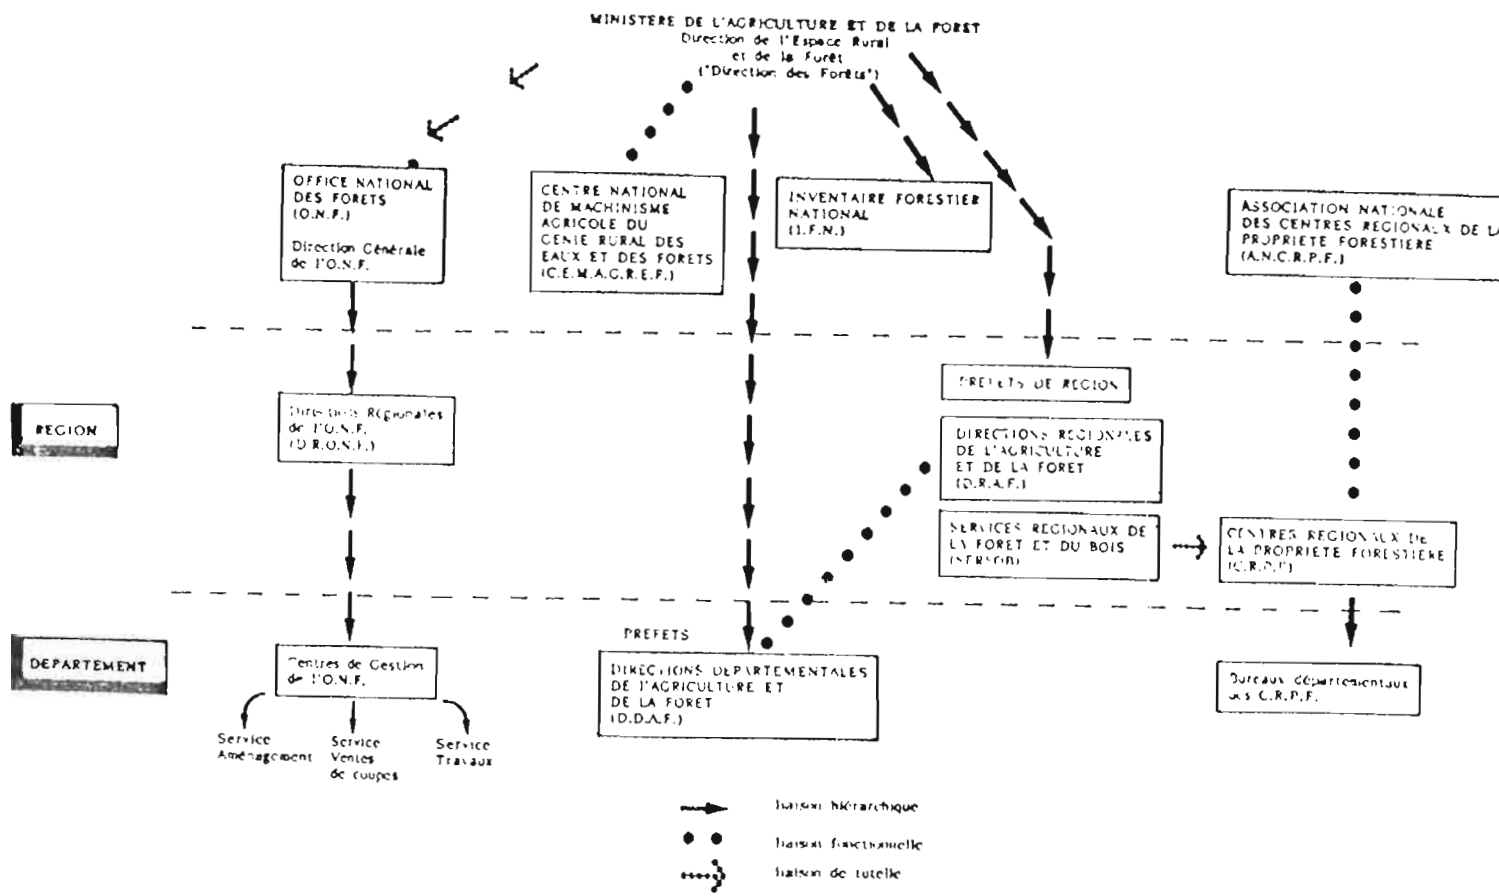 MINISTERE DE L'AGRICULTURE ET DE LA FORET
Direction de l'Espace Rural
et de la Forêt
("Direction des Forêts")
OFFICE NATIONAL
DES FORETS
(O.N.F.)
Direction Générale
de l'O.N.F.
CENTRE NATIONAL
DE MACHINISME
AGRICOLE DU
GENIE RURAL DES
EAUX ET DES FORETS
(C.E.M.A.G.R.E.F.)
INVENTAIRE FORESTIER
NATIONAL
(I.F.N.)
ASSOCIATION NATIONALE
DES CENTRES REGIONAUX DE LA
PROPRIETE FORESTIERE
(A.N.C.R.P.F.)
REGION
Directions Régionales
de l'O.N.F.
(D.R.O.N.F.)
PREFETS DE REGION
DIRECTIONS REGIONALES
DE L'AGRICULTURE
ET DE LA FORET
(D.R.A.F.)
SERVICES REGIONAUX DE
LA FORET ET DU BOIS
(SERFOB)
CENTRES REGIONAUX DE
LA PROPRIETE FORESTIERE
(C.R.P.F)
DEPARTEMENT
Centres de Gestion
de l'O.N.F.
Service
Aménagement
Service
Ventes
de coupes
Service
Travaux
PREFETS
DIRECTIONS DEPARTEMENTALES
DE L'AGRICULTURE ET
DE LA FORET
(D.D.A.F.)
Bureaux départementaux
des C.R.P.F.
liaison hiérarchique
liaison fonctionnelle
liaison de tutelle